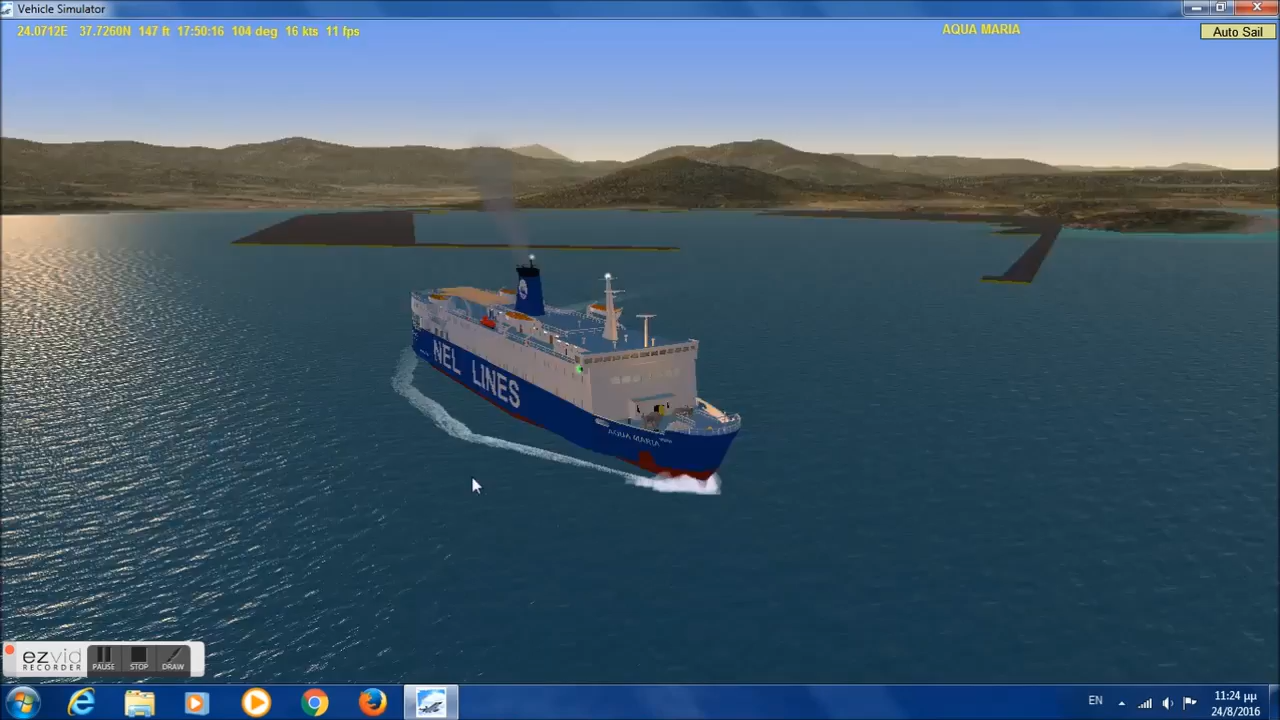 Vehicle Simulator
24.0712E 37.7260N 147 ft 17:50:16 104 deg 16 kts 11 fps
AQUA MARIA
Auto Sail
NEL LINES
AQUA MARIA
ezvid
RECORDER
PAUSE STOP DRAW
EN
11:24 μμ
24/8/2016